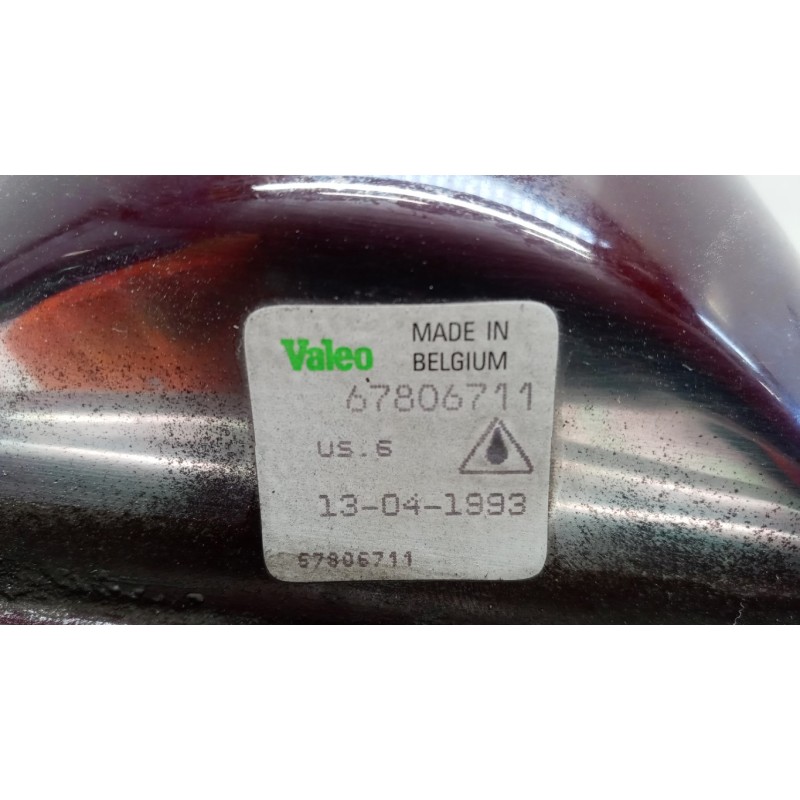 Valeo MADE IN
BELGIUM
67806711
US.6
13-04-1993
67806711